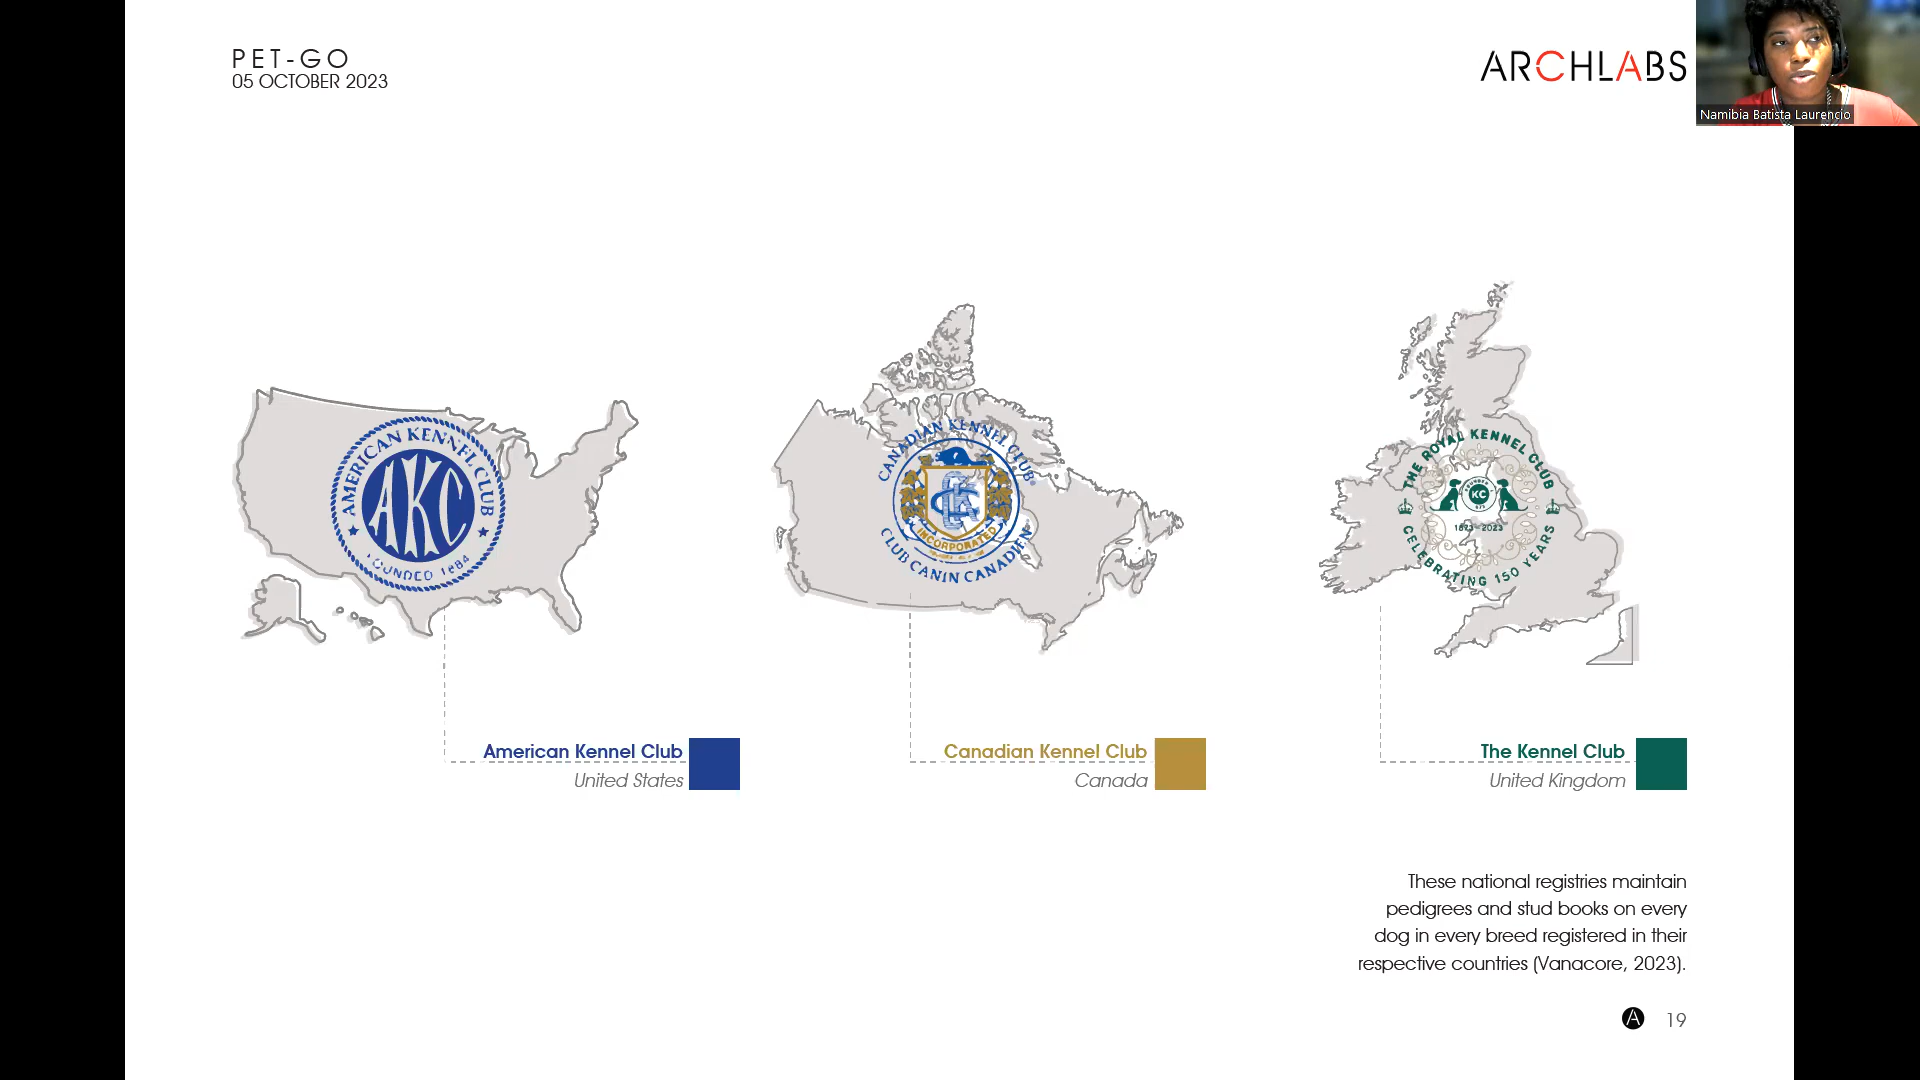 PET-GO
05 OCTOBER 2023
ARCHLABS
Namibia Batista Laurencio
AMERICAN KENNEL CLUB
AKC
FOUNDED 1884
CANADIAN KENNEL CLUB
CKC
INCORPORATED
CLUB CANIN CANADIEN
THE ROYAL KENNEL CLUB
KC
1873-2023
CELEBRATING 150 YEARS
American Kennel Club
United States
Canadian Kennel Club
Canada
The Kennel Club
United Kingdom
These national registries maintain
pedigrees and stud books on every
dog in every breed registered in their
respective countries (Vanacore, 2023).
A 19